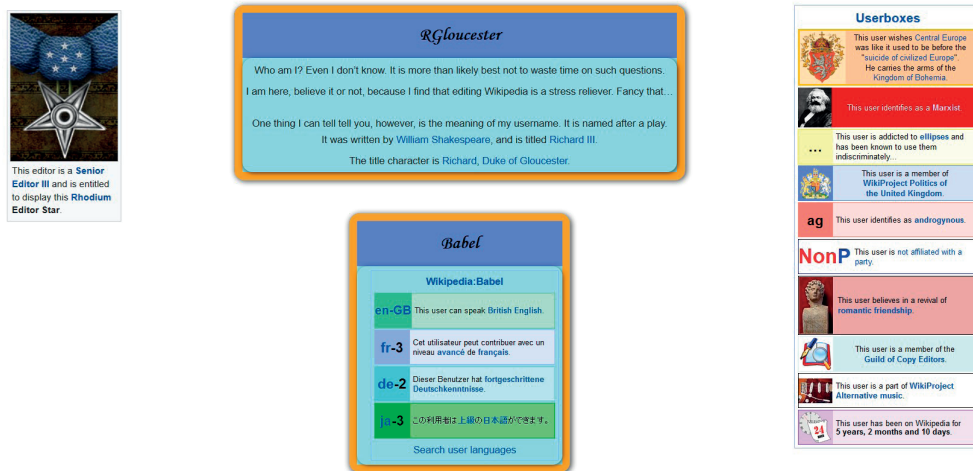 This editor is a Senior
Editor III and is entitled
to display this Rhodium
Editor Star.
RGloucester
Who am I? Even I don't know. It is more than likely best not to waste time on such questions.
I am here, believe it or not, because I find that editing Wikipedia is a stress reliever. Fancy that…
One thing I can tell tell you, however, is the meaning of my username. It is named after a play.
It was written by William Shakespeare, and is titled Richard III.
The title character is Richard, Duke of Gloucester.
Babel
Wikipedia:Babel
en-GB This user can speak British English.
fr-3 Cet utilisateur peut contribuer avec un
niveau avancé de français.
de-2 Dieser Benutzer hat fortgeschrittene
Deutschkenntnisse.
ja-3 この利用者は上級の日本語ができます。
Search user languages
Userboxes
This user wishes Central Europe
was like it used to be before the
"suicide of civilized Europe".
He carries the arms of the
Kingdom of Bohemia.
This user identifies as a Marxist.
... This user is addicted to ellipses and
has been known to use them
indiscriminately...
This user is a member of
WikiProject Politics of
the United Kingdom.
ag This user identifies as androgynous.
NonP This user is not affiliated with a
party.
This user believes in a revival of
romantic friendship.
This user is a member of the
Guild of Copy Editors.
This user is a part of WikiProject
Alternative music.
24 This user has been on Wikipedia for
5 years, 2 months and 10 days.